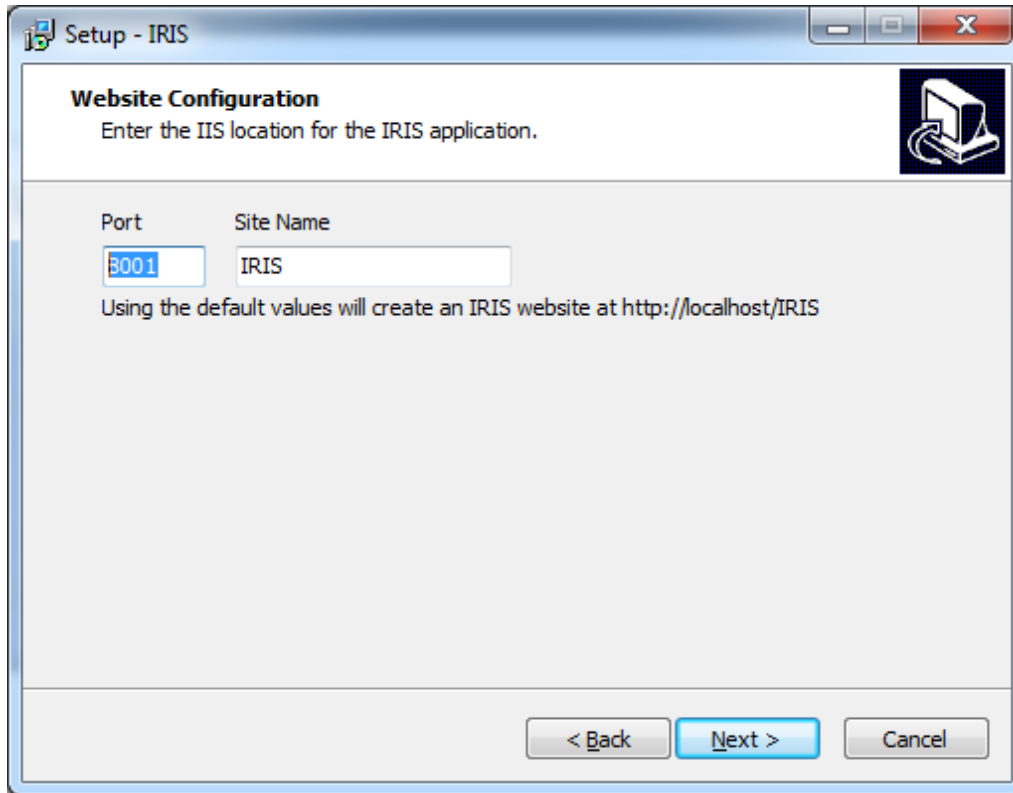 Setup - IRIS
Website Configuration
Enter the IIS location for the IRIS application.
Port Site Name
8001 IRIS
Using the default values will create an IRIS website at http://localhost/IRIS
< Back Next > Cancel